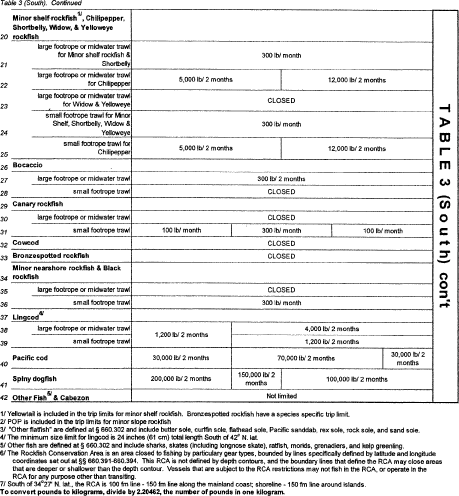 Table 3 (South). Continued
Minor shelf rockfish1/, Chilipepper,
Shortbelly, Widow, & Yelloweye
20 rockfish
large footrope or midwater trawl
for Minor shelf rockfish &
21 Shortbelly 300 lb/ month
large footrope or midwater trawl
22 for Chilipepper 5,000 lb/ 2 months 12,000 lb/ 2 months
large footrope or midwater trawl
23 for Widow & Yelloweye CLOSED
small footrope trawl for Minor
Shelf, Shortbelly, Widow &
24 Yelloweye 300 lb/ month
small footrope trawl for
25 Chilipepper 5,000 lb/ 2 months 12,000 lb/ 2 months
26 Bocaccio
27 large footrope or midwater trawl 300 lb/ 2 months
28 small footrope trawl CLOSED
29 Canary rockfish
30 large footrope or midwater trawl CLOSED
31 small footrope trawl 100 lb/ month 300 lb/ month 100 lb/ month
32 Cowcod CLOSED
33 Bronzespotted rockfish CLOSED
Minor nearshore rockfish & Black
34 rockfish
35 large footrope or midwater trawl CLOSED
36 small footrope trawl 300 lb/ month
37 Lingcod4/
38 large footrope or midwater trawl 1,200 lb/ 2 months 4,000 lb/ 2 months
39 small footrope trawl 1,200 lb/ 2 months
40 Pacific cod 30,000 lb/ 2 months 70,000 lb/ 2 months 30,000 lb/ 2 months
41 Spiny dogfish 200,000 lb/ 2 months 150,000 lb/ 2 months 100,000 lb/ 2 months
42 Other Fish5/ & Cabezon Not limited
TABLE 3 (South) con't
1/ Yellowtail is included in the trip limits for minor shelf rockfish. Bronzespotted rockfish have a species specific trip limit.
2/ POP is included in the trip limits for minor slope rockfish
3/ "Other flatfish" are defined at § 660.302 and include butter sole, curlfin sole, flathead sole, Pacific sanddab, rex sole, rock sole, and sand sole.
4/ The minimum size limit for lingcod is 24 inches (61 cm) total length South of 42° N. lat.
5/ Other fish are defined at § 660.302 and include sharks, skates (including longnose skate), ratfish, morids, grenadiers, and kelp greenling.
6/ The Rockfish Conservation Area is an area closed to fishing by particular gear types, bounded by lines specifically defined by latitude and longitude
coordinates set out at §§ 660.391-660.394. This RCA is not defined by depth contours, and the boundary lines that define the RCA may close areas
that are deeper or shallower than the depth contour. Vessels that are subject to the RCA restrictions may not fish in the RCA, or operate in the
RCA for any purpose other than transiting.
7/ South of 34°27' N. lat., the RCA is 100 fm - 150 fm line along the mainland coast; shoreline - 150 fm line around islands.
To convert pounds to kilograms, divide by 2.20462, the number of pounds in one kilogram.